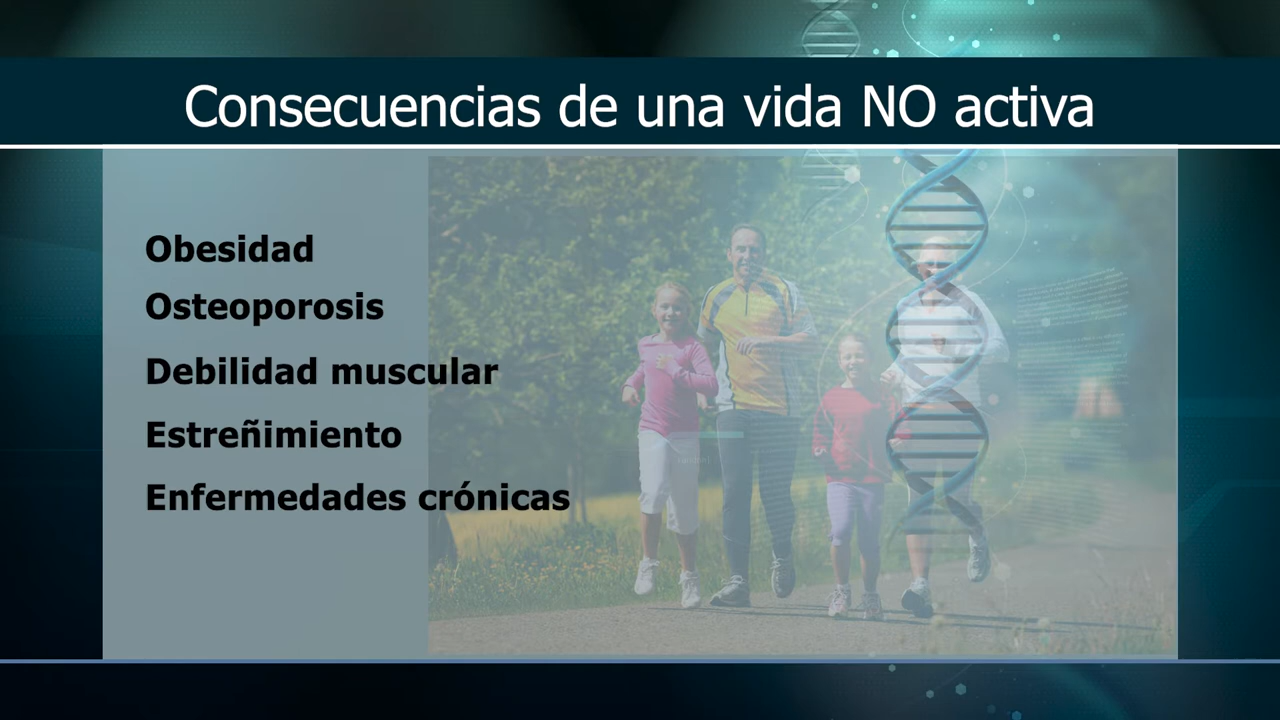 Consecuencias de una vida NO activa
Obesidad
Osteoporosis
Debilidad muscular
Estreñimiento
Enfermedades crónicas